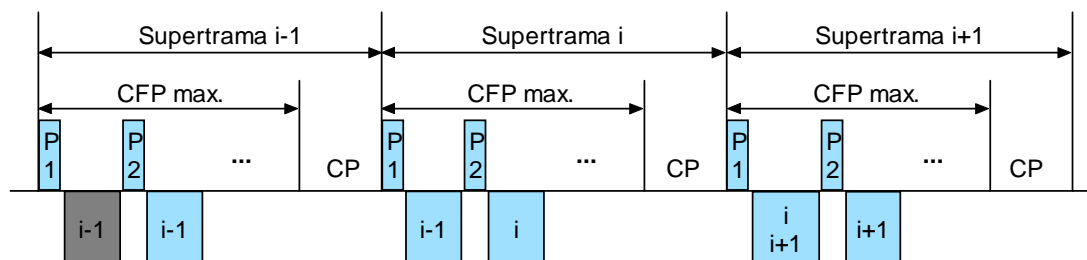 Supertrama i-1 Supertrama i Supertrama i+1
CFP max. CFP max. CFP max.
P P P P P P
1 2 ... CP 1 2 ... CP 1 2 ... CP
i-1 i-1 i-1 i i i+1
i+1